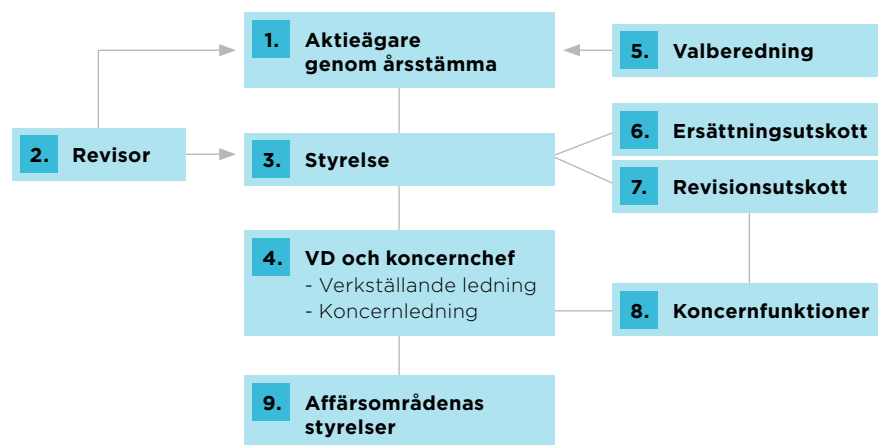 1. Aktieägare
genom årsstämma
2. Revisor
3. Styrelse
4. VD och koncernchef
- Verkställande ledning
- Koncernledning
5. Valberedning
6. Ersättningsutskott
7. Revisionsutskott
8. Koncernfunktioner
9. Affärsområdenas
styrelser